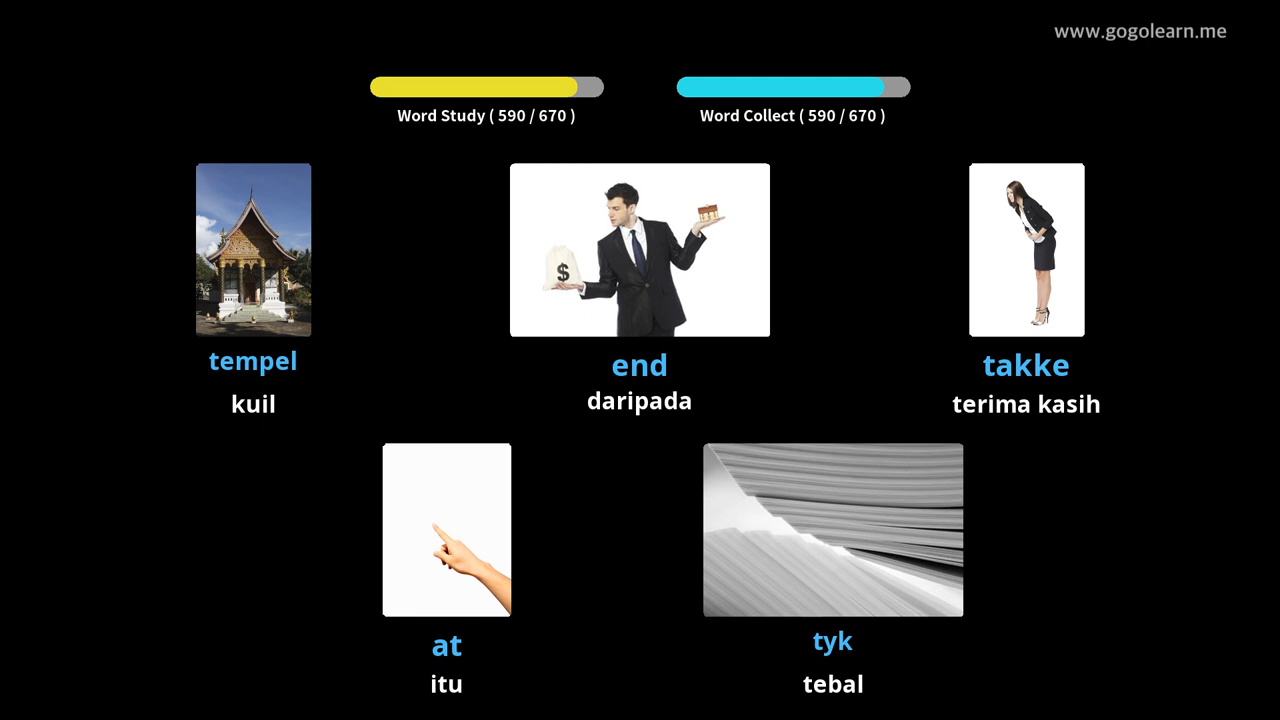 www.gogolearn.me
Word Study ( 590 / 670 )
Word Collect ( 590 / 670 )
$
tempel
end
takke
kuil
daripada
terima kasih
at
tyk
itu
tebal